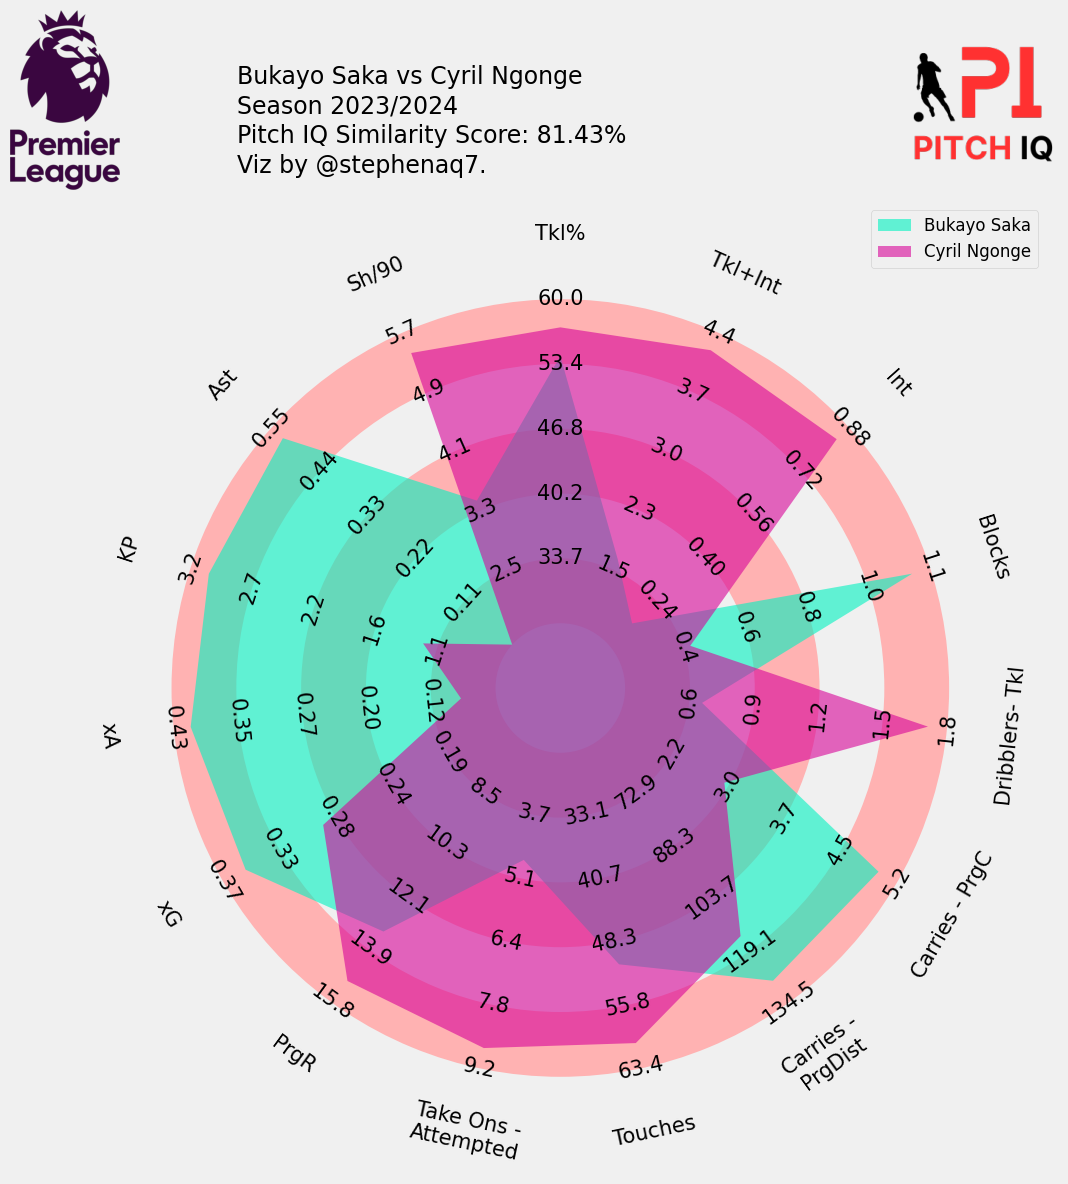 Premier
League
Bukayo Saka vs Cyril Ngonge
Season 2023/2024
Pitch IQ Similarity Score: 81.43%
Viz by @stephenaq7.
PI
PITCH IQ
Bukayo Saka
Cyril Ngonge
Tkl%
33.7
40.2
46.8
53.4
60.0
Tkl+Int
1.5
2.3
3.0
3.7
4.4
Int
0.24
0.40
0.56
0.72
0.88
Blocks
0.4
0.6
0.8
1.0
1.1
Dribblers- Tkl
0.6
0.9
1.2
1.5
1.8
Carries - PrgC
2.2
3.0
3.7
4.5
5.2
Carries -
PrgDist
72.9
88.3
103.7
119.1
134.5
Touches
33.1
40.7
48.3
55.8
63.4
Take Ons -
Attempted
3.7
5.1
6.4
7.8
9.2
PrgR
8.5
10.3
12.1
13.9
15.8
xG
0.19
0.24
0.28
0.33
0.37
xA
0.12
0.20
0.27
0.35
0.43
KP
1.1
1.6
2.2
2.7
3.2
Ast
0.11
0.22
0.33
0.44
0.55
Sh/90
2.5
3.3
4.1
4.9
5.7